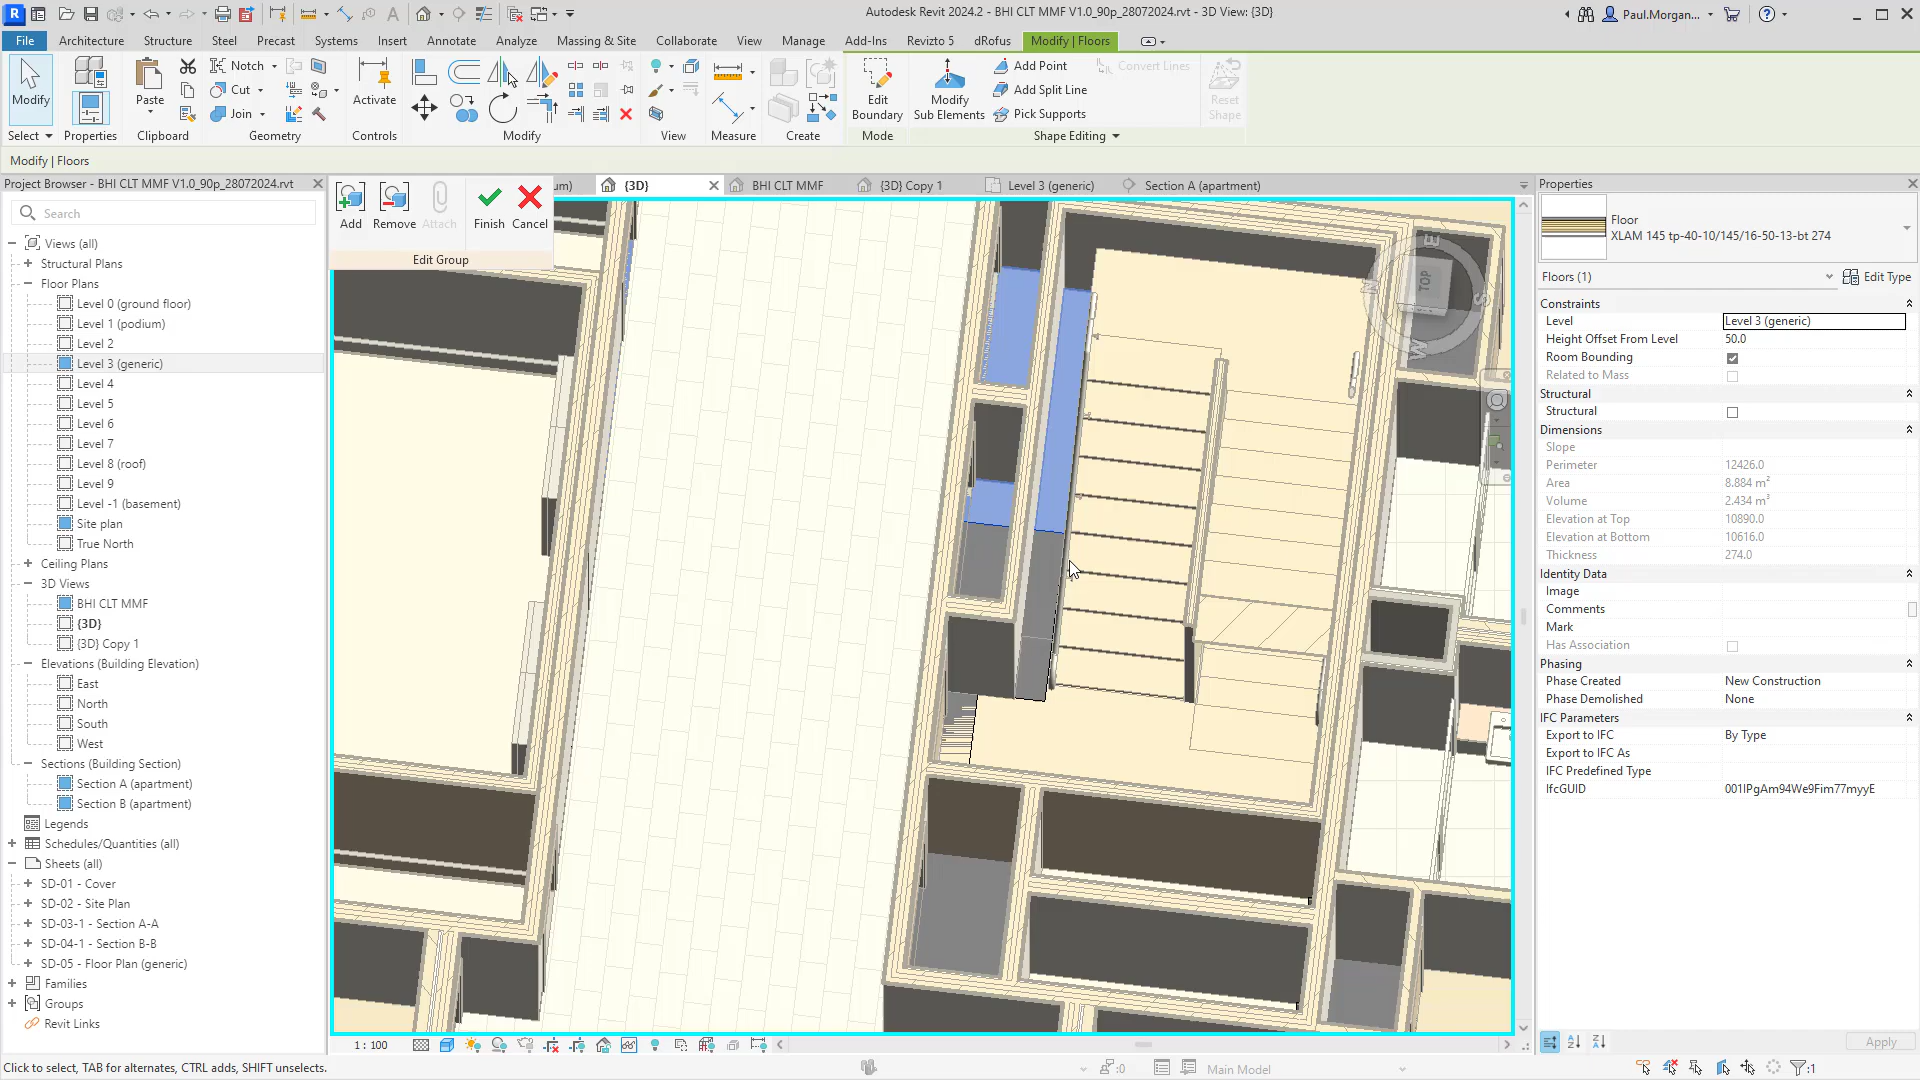 Autodesk Revit 2024.2 - BHI CLT MMF V1.0_90p_28072024.rvt - 3D View: {3D}
Paul.Morgan...
File
Architecture
Structure
Steel
Precast
Systems
Insert
Annotate
Analyze
Massing & Site
Collaborate
View
Manage
Add-Ins
Revizto 5
dRofus
Modify | Floors
Modify
Select
Properties
Paste
Clipboard
Notch
Cut
Join
Geometry
Activate
Controls
Modify
View
Measure
Create
Edit
Boundary
Mode
Modify
Sub Elements
Add Point
Add Split Line
Pick Supports
Convert Lines
Reset
Shape
Shape Editing
Modify | Floors
Project Browser - BHI CLT MMF V1.0_90p_28072024.rvt
Search
Views (all)
Structural Plans
Floor Plans
Level 0 (ground floor)
Level 1 (podium)
Level 2
Level 3 (generic)
Level 4
Level 5
Level 6
Level 7
Level 8 (roof)
Level 9
Level -1 (basement)
Site plan
True North
Ceiling Plans
3D Views
BHI CLT MMF
{3D}
{3D} Copy 1
Elevations (Building Elevation)
East
North
South
West
Sections (Building Section)
Section A (apartment)
Section B (apartment)
Legends
Schedules/Quantities (all)
Sheets (all)
SD-01 - Cover
SD-02 - Site Plan
SD-03-1 - Section A-A
SD-04-1 - Section B-B
SD-05 - Floor Plan (generic)
Groups
Revit Links
Add
Remove
Attach
Finish
Cancel
Edit Group
um)
{3D}
BHI CLT MMF
{3D} Copy 1
Level 3 (generic)
Section A (apartment)
TOP
E
N
S
W
1 : 100
Properties
Floor
XLAM 145 tp-40-10/145/16-50-13-bt 274
Floors (1)
Edit Type
Constraints
Level Level 3 (generic)
Height Offset From Level 50.0
Room Bounding
Related to Mass
Structural
Structural
Dimensions
Slope
Perimeter 12426.0
Area 8.884 m²
Volume 2.434 m³
Elevation at Top 10890.0
Elevation at Bottom 10616.0
Thickness 274.0
Identity Data
Image
Comments
Mark
Has Association
Phasing
Phase Created New Construction
Phase Demolished None
IFC Parameters
Export to IFC By Type
Export to IFC As
IFC Predefined Type
IfcGUID 001IPgAm94We9Fim77myyE
Apply
Click to select, TAB for alternates, CTRL adds, SHIFT unselects.
:0
Main Model
:1